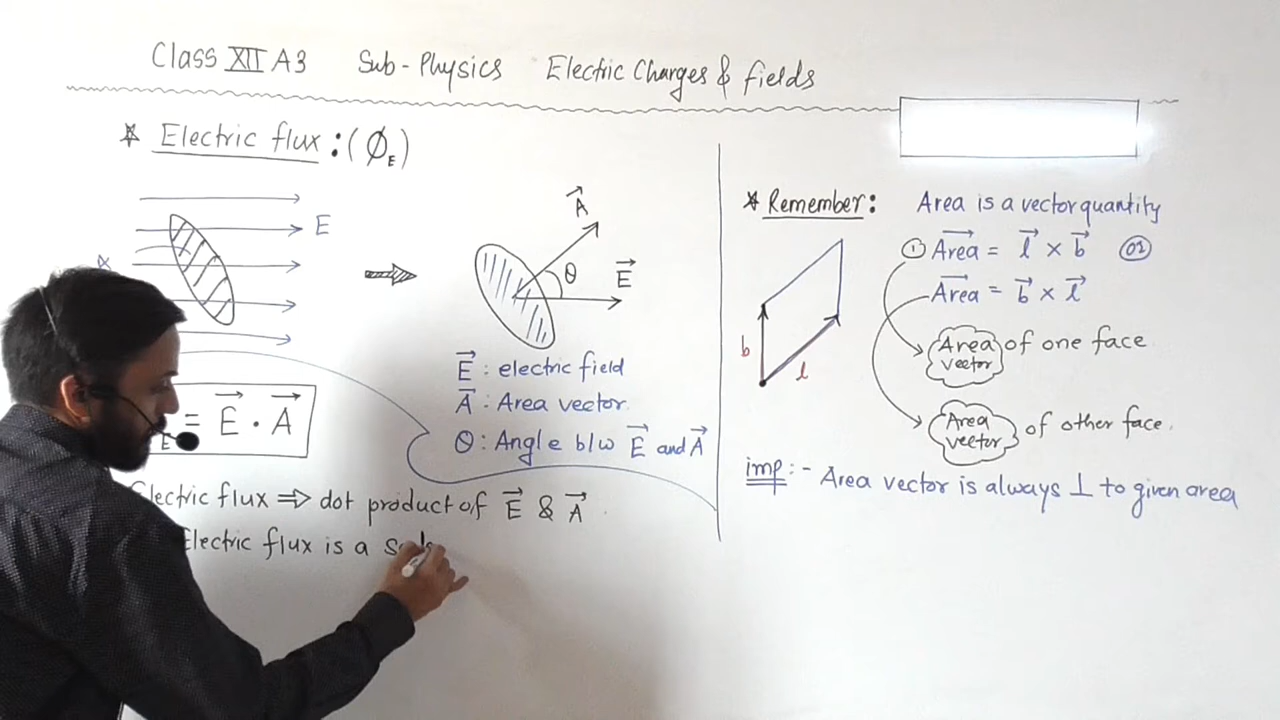 Class XII A3 Sub - Physics Electric Charges & fields
* Electric flux : (ØE)
E
A⃗
θ
E⃗
E⃗ : electric field
A⃗ : Area vector.
θ : Angle b/w E⃗ and A⃗
E = E⃗ · A⃗
Electric flux ⇒ dot product of E⃗ & A⃗
Electric flux is a
* Remember : Area is a vector quantity
① Area⃗ = l⃗ × b⃗ or
Area⃗ = b⃗ × l⃗
b
l
Area vector of one face
Area vector of other face.
imp :- Area vector is always ⊥ to given area